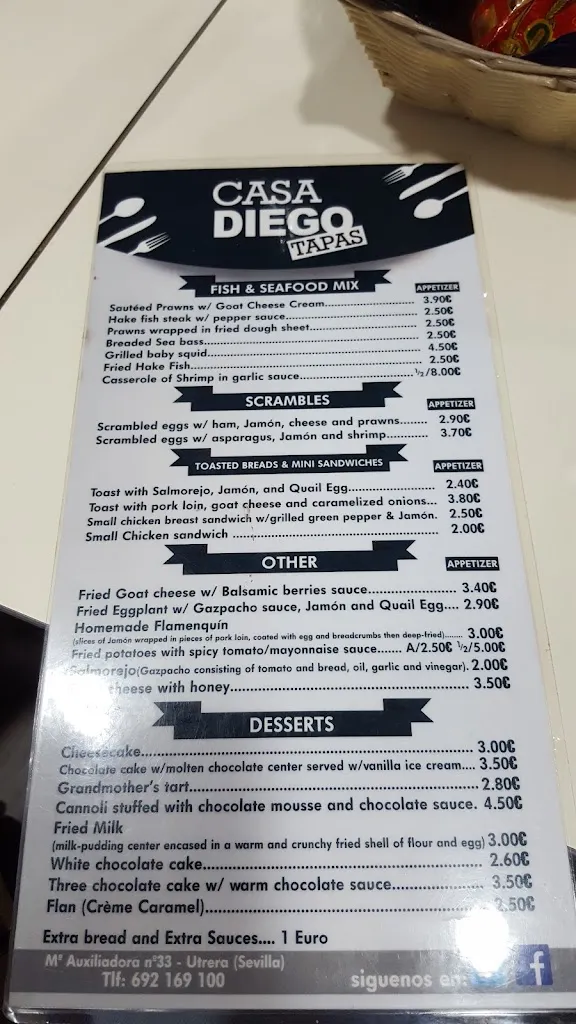 CASA
DIEGO
TAPAS
FISH & SEAFOOD MIX APPETIZER
Sautéed Prawns w/ Goat Cheese Cream........ 3.90€
Hake fish steak w/ pepper sauce........ 2.50€
Prawns wrapped in fried dough sheet........ 2.50€
Breaded Sea bass........ 2.50€
Grilled baby squid........ 4.50€
Fried Hake Fish........ 2.50€
Casserole of Shrimp in garlic sauce........ 1/2/8.00€
SCRAMBLES APPETIZER
Scrambled eggs w/ ham, Jamón, cheese and prawns........ 2.90€
Scrambled eggs w/ asparagus, Jamón and shrimp........ 3.70€
TOASTED BREADS & MINI SANDWICHES APPETIZER
Toast with Salmorejo, Jamón, and Quail Egg........ 2.40€
Toast with pork loin, goat cheese and caramelized onions... 3.80€
Small chicken breast sandwich w/grilled green pepper & Jamón. 2.50€
Small Chicken sandwich ........ 2.00€
OTHER APPETIZER
Fried Goat cheese w/ Balsamic berries sauce........ 3.40€
Fried Eggplant w/ Gazpacho sauce, Jamón and Quail Egg.... 2.90€
Homemade Flamenquín
(slices of Jamón wrapped in pieces of pork loin, coated with egg and breadcrumbs then deep-fried)........ 3.00€
Fried potatoes with spicy tomato/mayonnaise sauce....... A/2.50€ 1/2/5.00€
Salmorejo(Gazpacho consisting of tomato and bread, oil, garlic and vinegar). 2.00€
cheese with honey........ 3.50€
DESSERTS
Cheesecake........ 3.00€
Chocolate cake w/molten chocolate center served w/vanilla ice cream.... 3.50€
Grandmother's tart........ 2.80€
Cannoli stuffed with chocolate mousse and chocolate sauce. 4.50€
Fried Milk
(milk-pudding center encased in a warm and crunchy fried shell of flour and egg) 3.00€
White chocolate cake........ 2.60€
Three chocolate cake w/ warm chocolate sauce........ 3.50€
Flan (Crème Caramel)........ 2.50€
Extra bread and Extra Sauces.... 1 Euro
Mª Auxiliadora nº33 - Utrera (Sevilla)
Tlf: 692 169 100 siguenos en: f